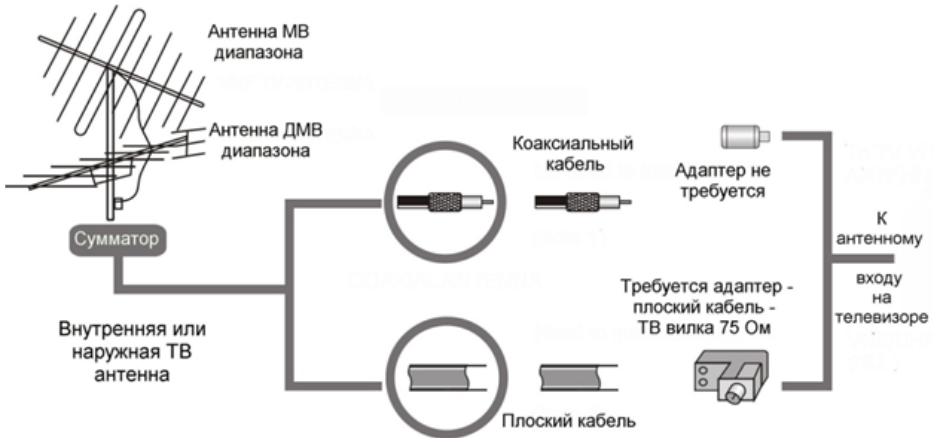 Антенна МВ
диапазона
Антенна ДМВ
диапазона
Сумматор
Внутренняя или
наружная ТВ
антенна
Коаксиальный
кабель
Плоский кабель
Адаптер не
требуется
Требуется адаптер -
плоский кабель -
ТВ вилка 75 Ом
К
антенному
входу
на
телевизоре